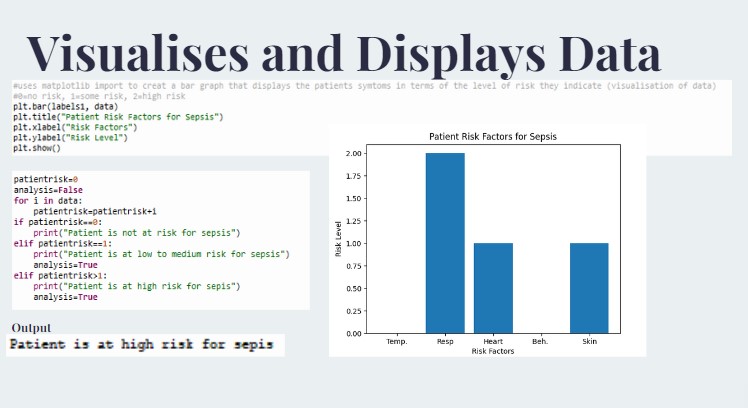 Visualises and Displays Data
#uses matplotlib import to creat a bar graph that displays the patients symtoms in terms of the level of risk they indicate (visualisation of data)
#0=no risk, 1=some risk, 2=high risk
plt.bar(labels1, data)
plt.title("Patient Risk Factors for Sepsis")
plt.xlabel("Risk Factors")
plt.ylabel("Risk Level")
plt.show()
patientrisk=0
analysis=False
for i in data:
    patientrisk=patientrisk+i
if patientrisk==0:
    print("Patient is not at risk for sepsis")
elif patientrisk==1:
    print("Patient is at low to medium risk for sepsis")
    analysis=True
elif patientrisk>1:
    print("Patient is at high risk for sepsis")
    analysis=True
Output
Patient is at high risk for sepis
Patient Risk Factors for Sepsis
Risk Level
2.00
1.75
1.50
1.25
1.00
0.75
0.50
0.25
0.00
Temp. Resp Heart Beh. Skin
Risk Factors